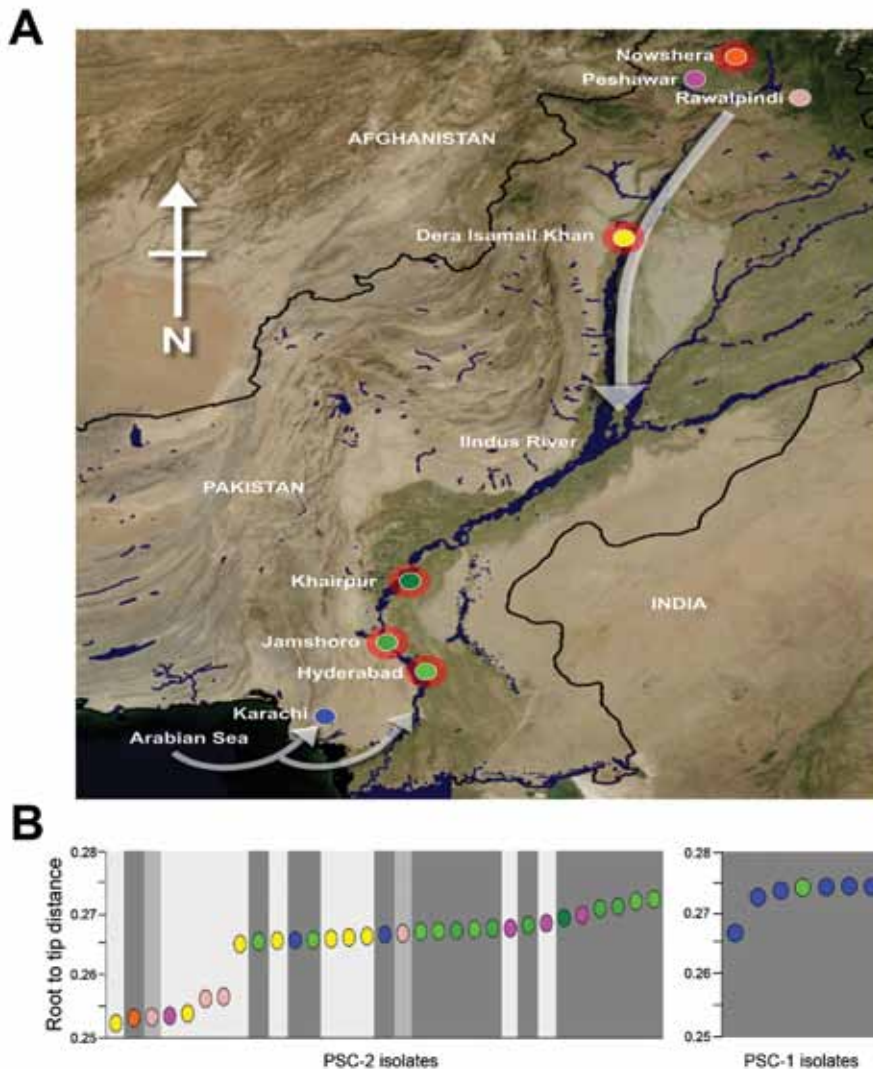 A
Nowshera
Peshawar
Rawalpindi
AFGHANISTAN
Dera Isamail Khan
N
IIndus River
PAKISTAN
Khairpur
INDIA
Jamshoro
Hyderabad
Karachi
Arabian Sea
B
Root to tip distance
0.28
0.27
0.26
0.25
PSC-2 isolates
0.28
0.27
0.26
0.25
PSC-1 isolates